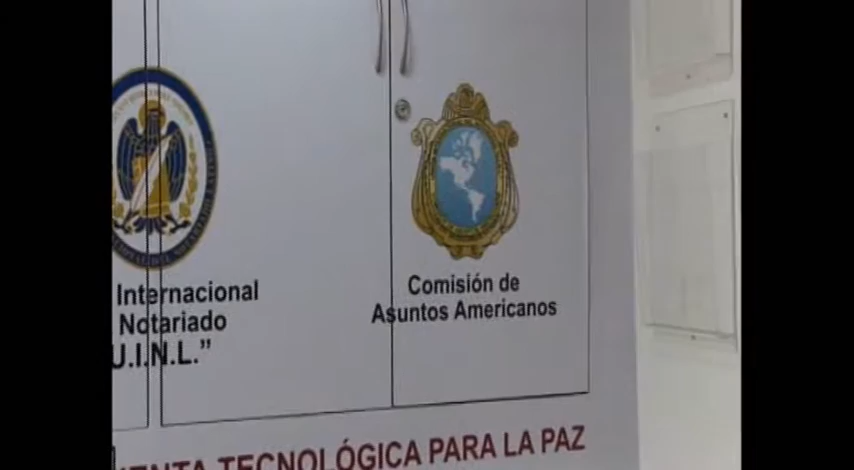 Internacional
Notariado
U.I.N.L.”
Comisión de
Asuntos Americanos
TECNOLÓGICA PARA LA PAZ